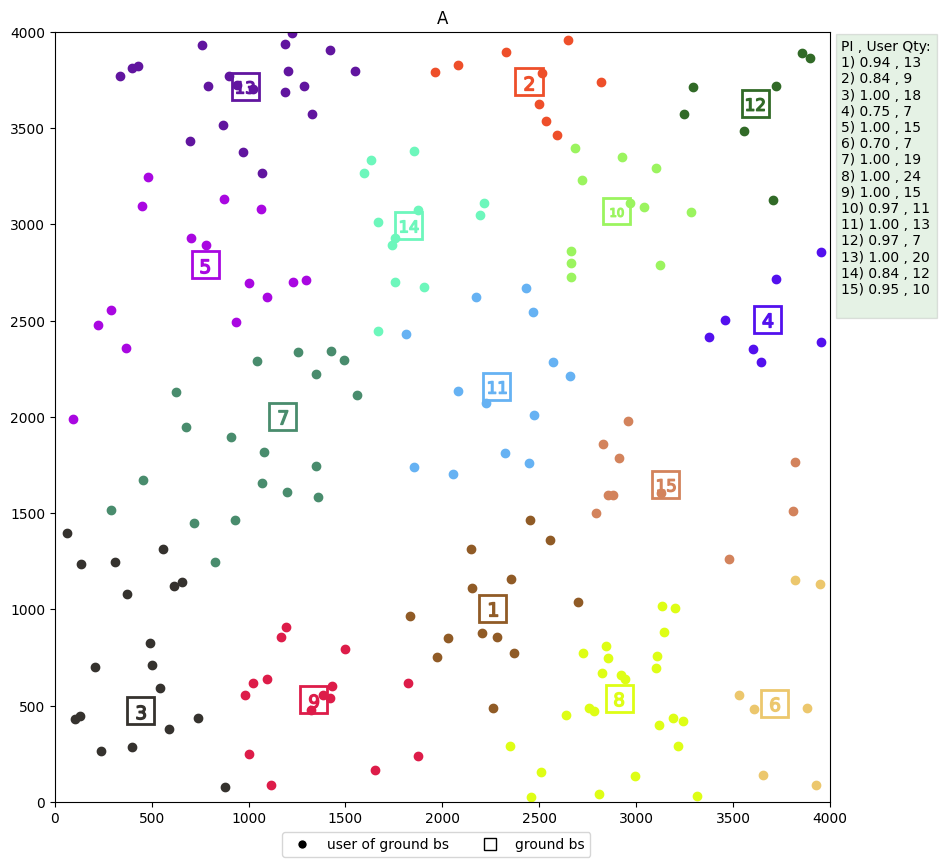 A
4000
3500
3000
2500
2000
1500
1000
500
0
0 500 1000 1500 2000 2500 3000 3500 4000
13
2
12
10
14
5
4
11
7
15
1
3
9
8
6
PI , User Qty:
1) 0.94 , 13
2) 0.84 , 9
3) 1.00 , 18
4) 0.75 , 7
5) 1.00 , 15
6) 0.70 , 7
7) 1.00 , 19
8) 1.00 , 24
9) 1.00 , 15
10) 0.97 , 11
11) 1.00 , 13
12) 0.97 , 7
13) 1.00 , 20
14) 0.84 , 12
15) 0.95 , 10
user of ground bs ground bs